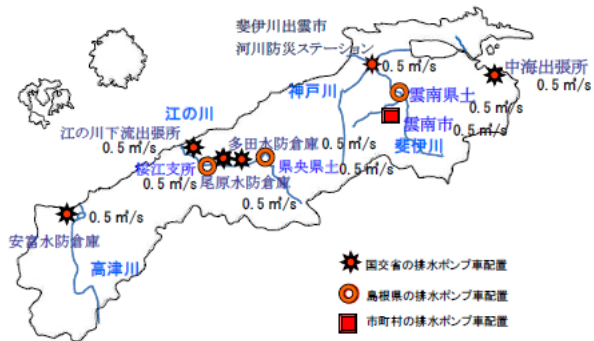 斐伊川出雲市
河川防災ステーション
0.5 ㎥/s
中海出張所
0.5 ㎥/s
神戸川
雲南県土
0.5 ㎥/s
江の川
雲南市
江の川下流出張所
多田水防倉庫
0.5 ㎥/s
0.5 ㎥/s
斐伊川
桜江支所
県央県土
0.5 ㎥/s
0.5 ㎥/s
尾原水防倉庫
0.5 ㎥/s
0.5 ㎥/s
0.5 ㎥/s
安富水防倉庫
高津川
国交省の排水ポンプ車配置
島根県の排水ポンプ車配置
市町村の排水ポンプ車配置